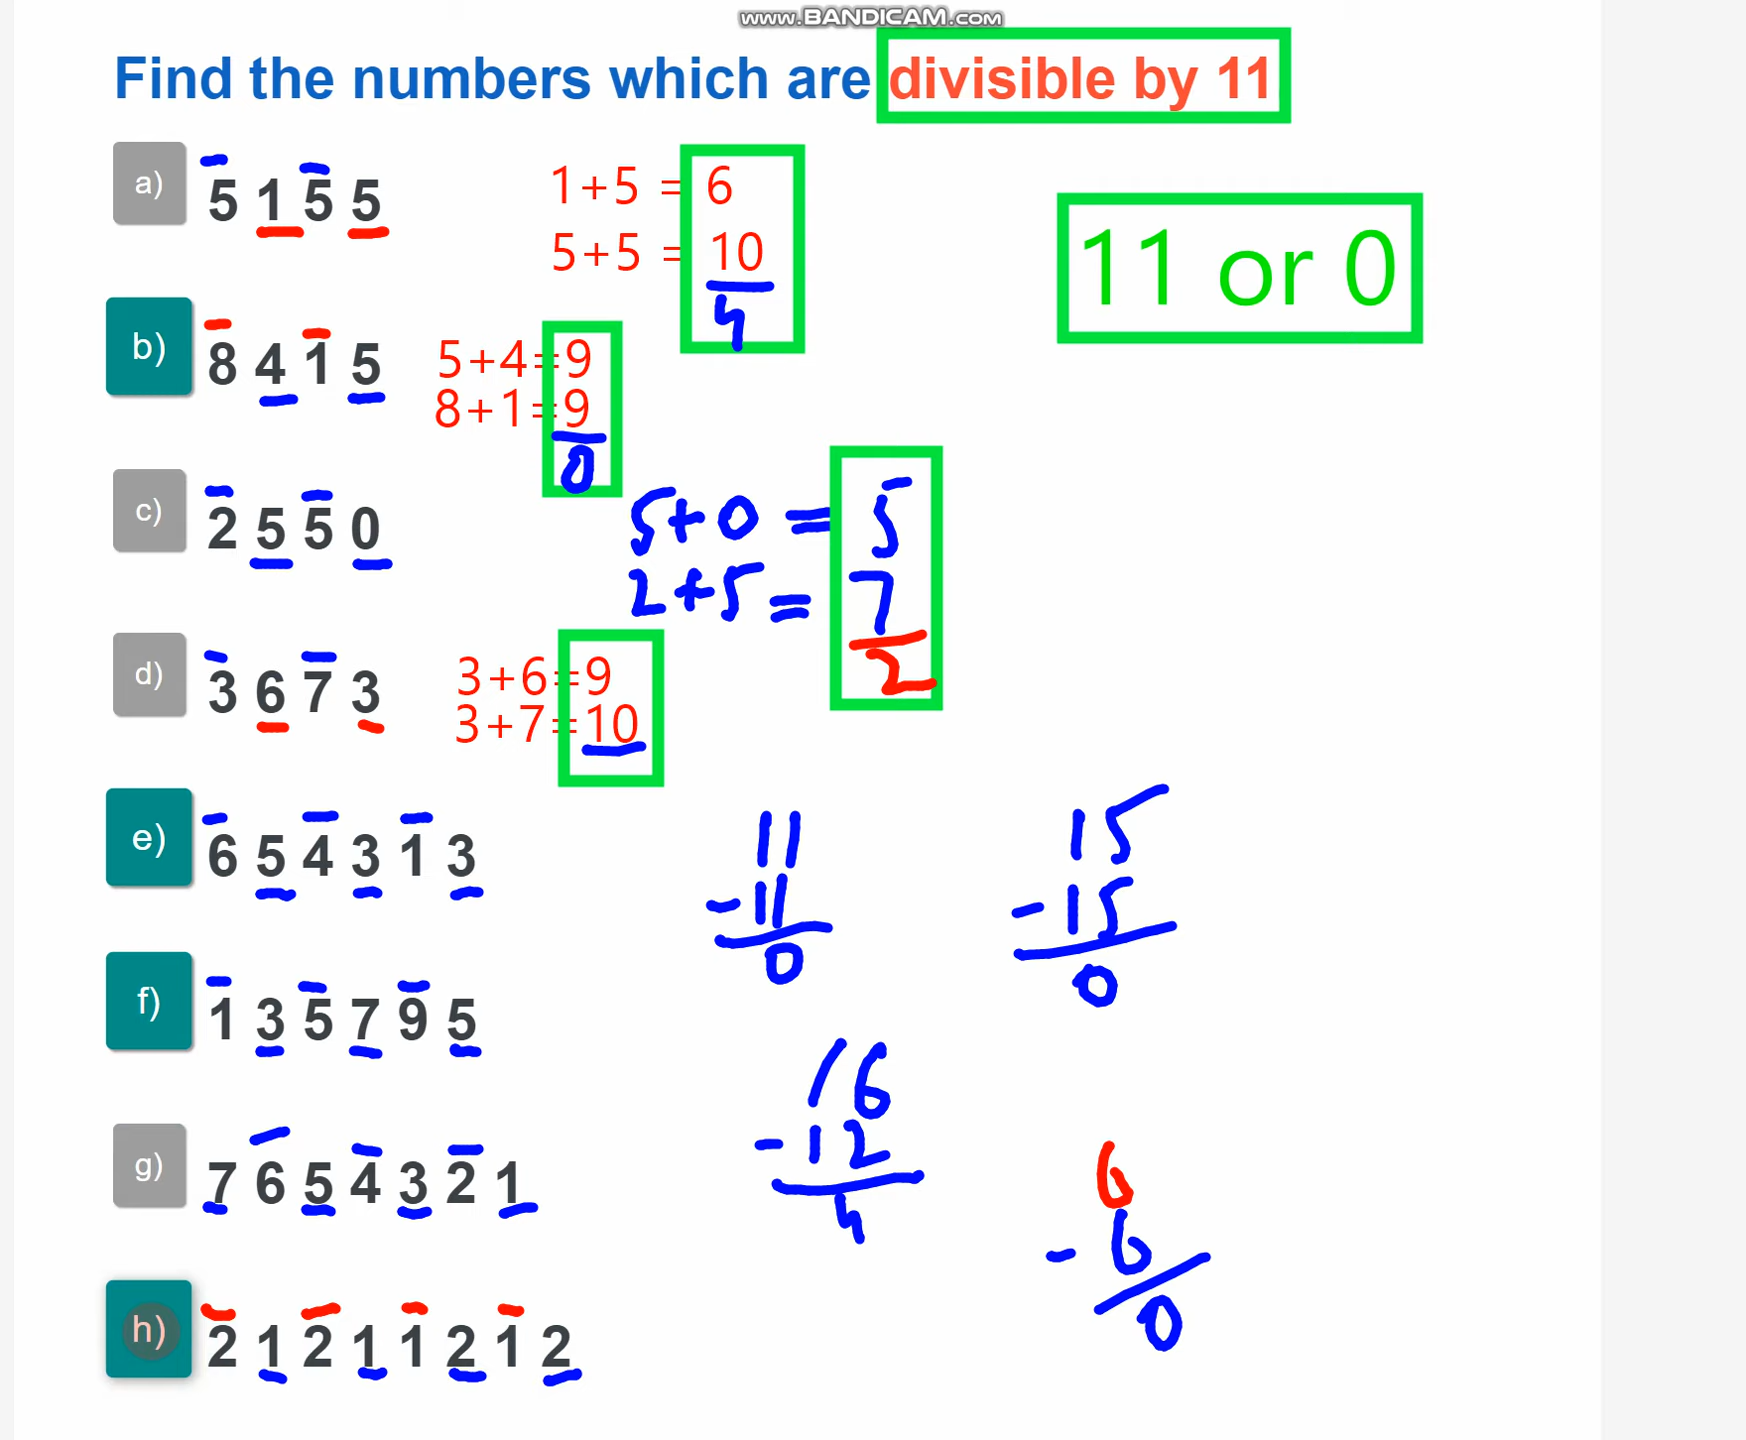 www.BANDICAM.com
Find the numbers which are divisible by 11
a) 5 1 5 5
1+5 = 6
5+5 = 10
4
11 or 0
b) 8 4 1 5
5+4=9
8+1=9
0
c) 2 5 5 0
5+0 = 5
2+5 = 7
2
d) 3 6 7 3
3+6=9
3+7=10
e) 6 5 4 3 1 3
11
-11
0
15
-15
0
f) 1 3 5 7 9 5
16
-12
4
g) 7 6 5 4 3 2 1
6
-6
0
h) 2 1 2 1 1 2 1 2